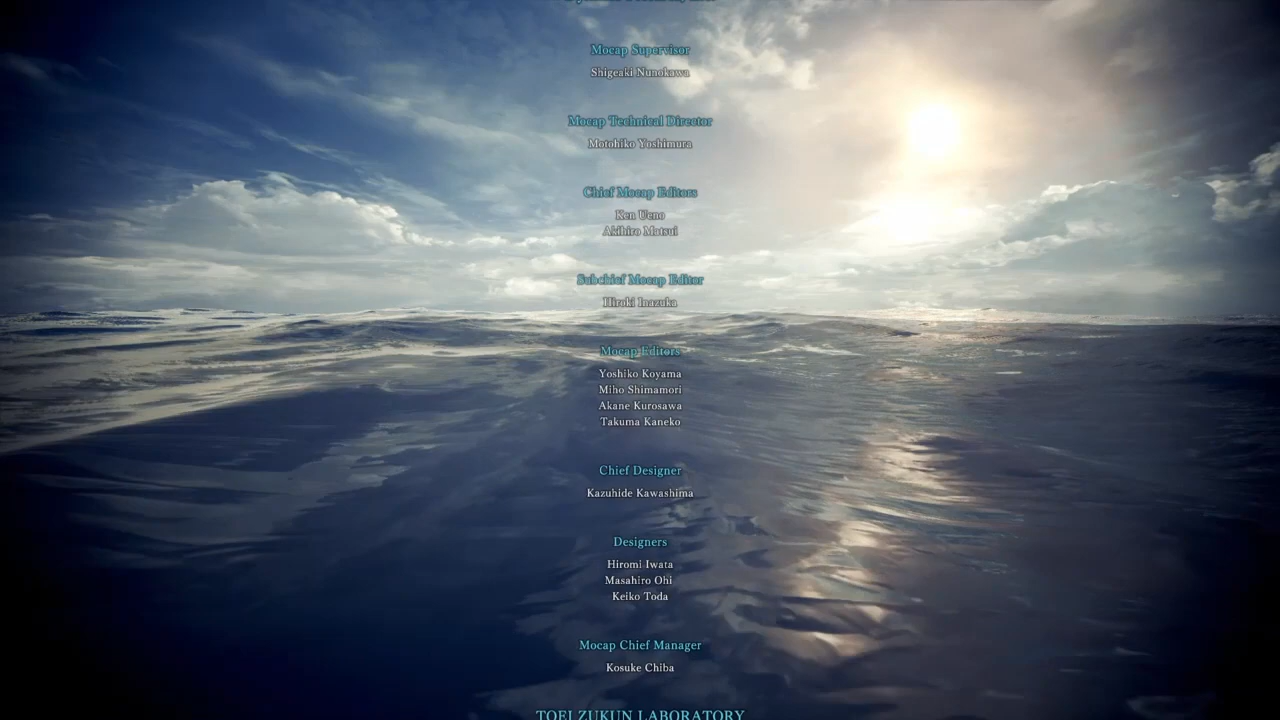 Mocap Supervisor
Shigeaki Nunokawa
Mocap Technical Director
Motohiko Yoshimura
Chief Mocap Editors
Ken Ueno
Akihiro Matsui
Subchief Mocap Editor
Hiroki Inazuka
Mocap Editors
Yoshiko Koyama
Miho Shimamori
Akane Kurosawa
Takuma Kaneko
Chief Designer
Kazuhide Kawashima
Designers
Hiromi Iwata
Masahiro Ohi
Keiko Toda
Mocap Chief Manager
Kosuke Chiba
TOEI ZUKUN LABORATORY